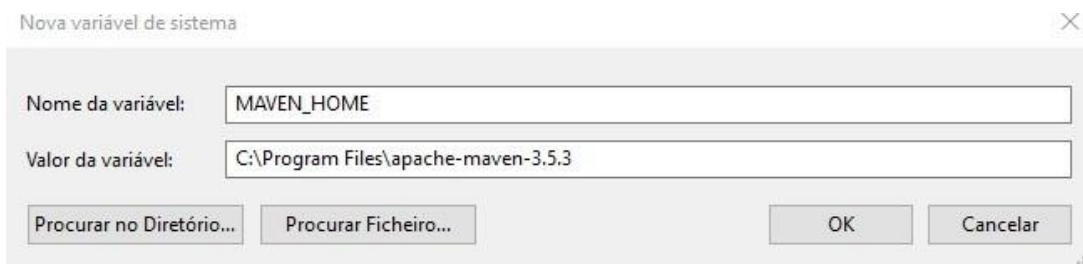 Nova variável de sistema
Nome da variável: MAVEN_HOME
Valor da variável: C:\Program Files\apache-maven-3.5.3
Procurar no Diretório... Procurar Ficheiro... OK Cancelar